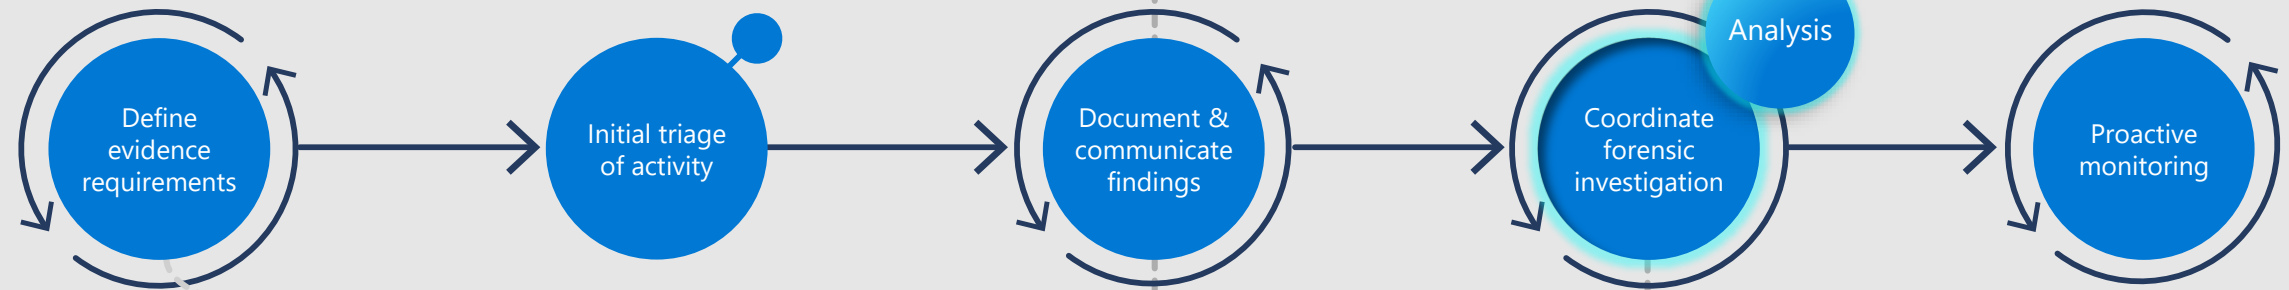 Define
evidence
requirements
Initial triage
of activity
Document &
communicate
findings
Coordinate
forensic
investigation
Analysis
Proactive
monitoring